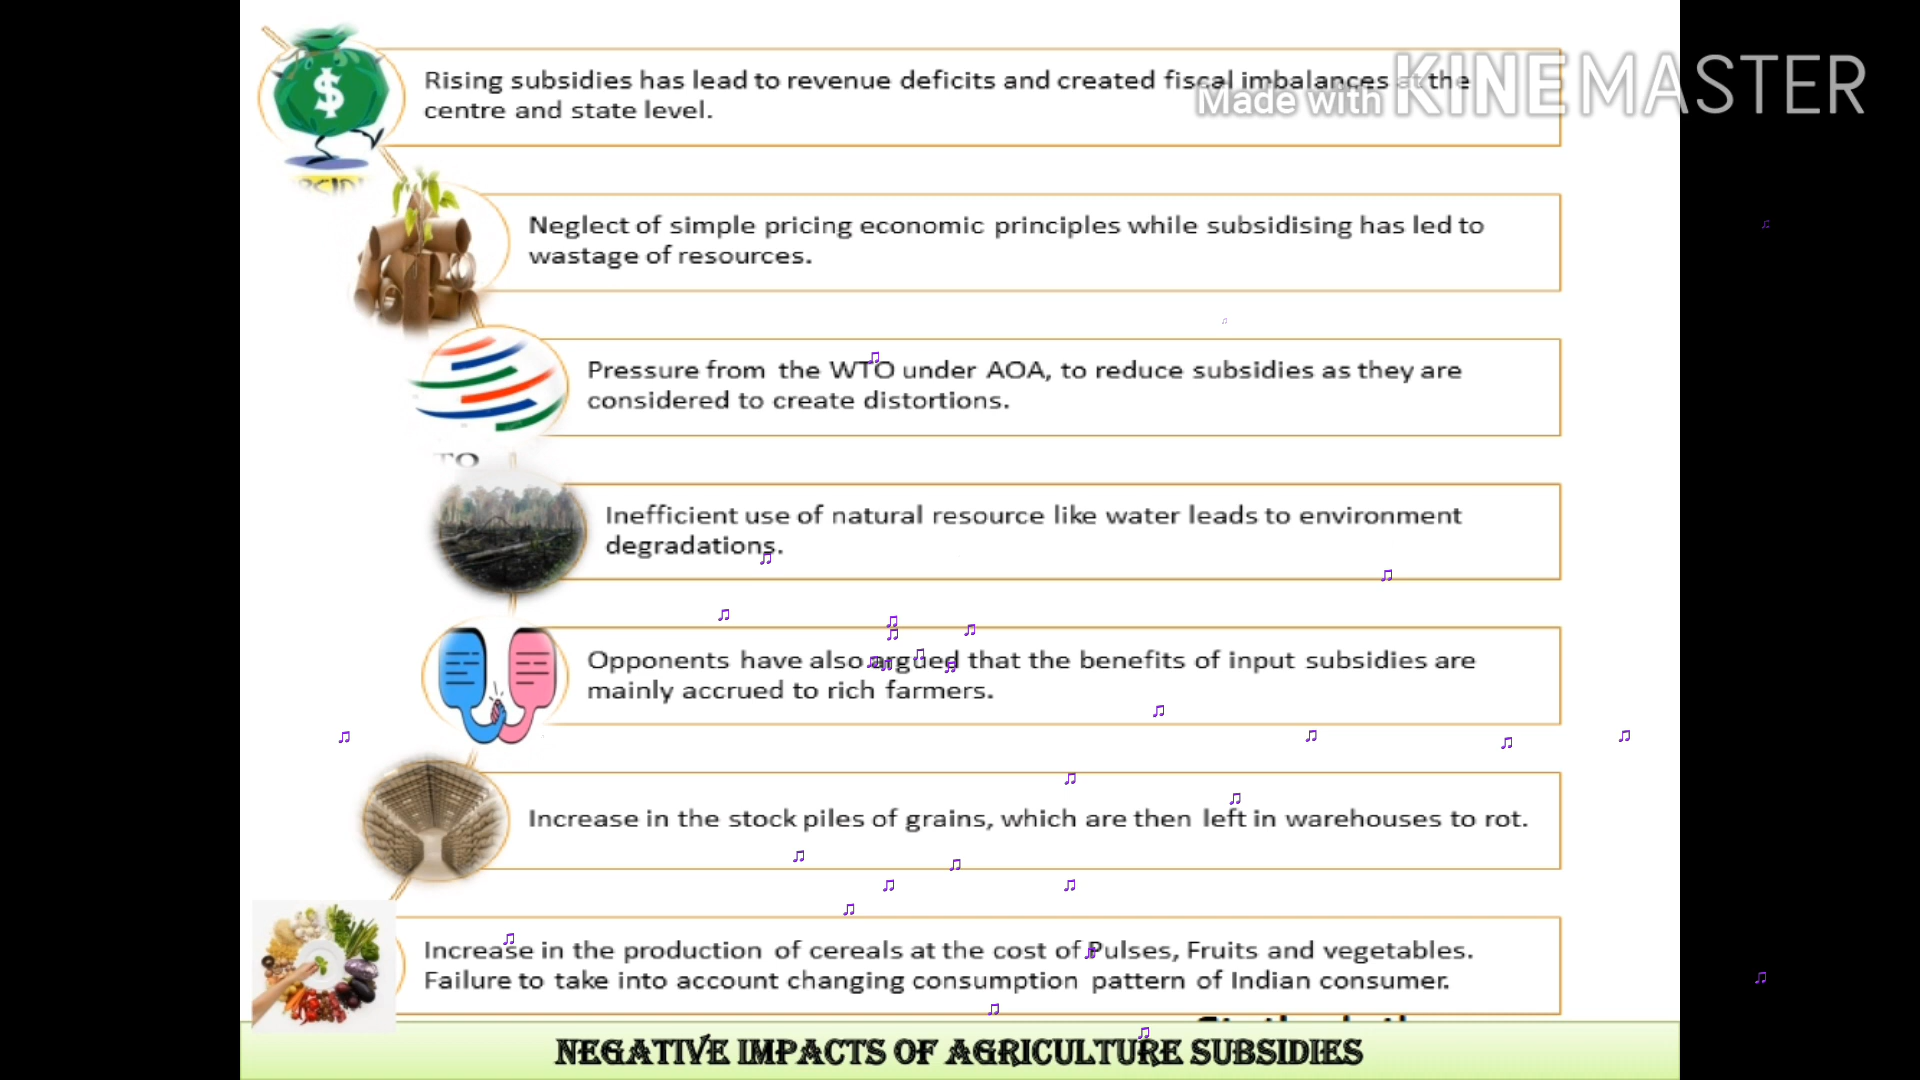 Rising subsidies has lead to revenue deficits and created fiscal imbalances at the
centre and state level.
Made with KINEMASTER
Neglect of simple pricing economic principles while subsidising has led to
wastage of resources.
Pressure from the WTO under AOA, to reduce subsidies as they are
considered to create distortions.
TO
Inefficient use of natural resource like water leads to environment
degradations.
Opponents have also argued that the benefits of input subsidies are
mainly accrued to rich farmers.
Increase in the stock piles of grains, which are then left in warehouses to rot.
Increase in the production of cereals at the cost of Pulses, Fruits and vegetables.
Failure to take into account changing consumption pattern of Indian consumer.
NEGATIVE IMPACTS OF AGRICULTURE SUBSIDIES